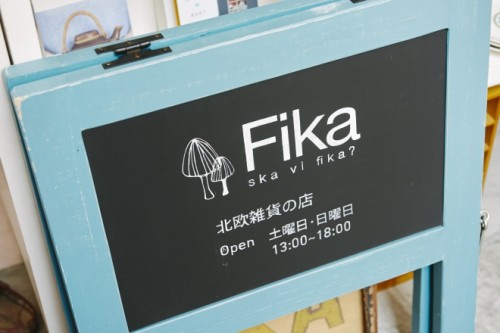 Fika
ska vi fika?
北欧雑貨の店
Open 土曜日·日曜日
13:00~18:00